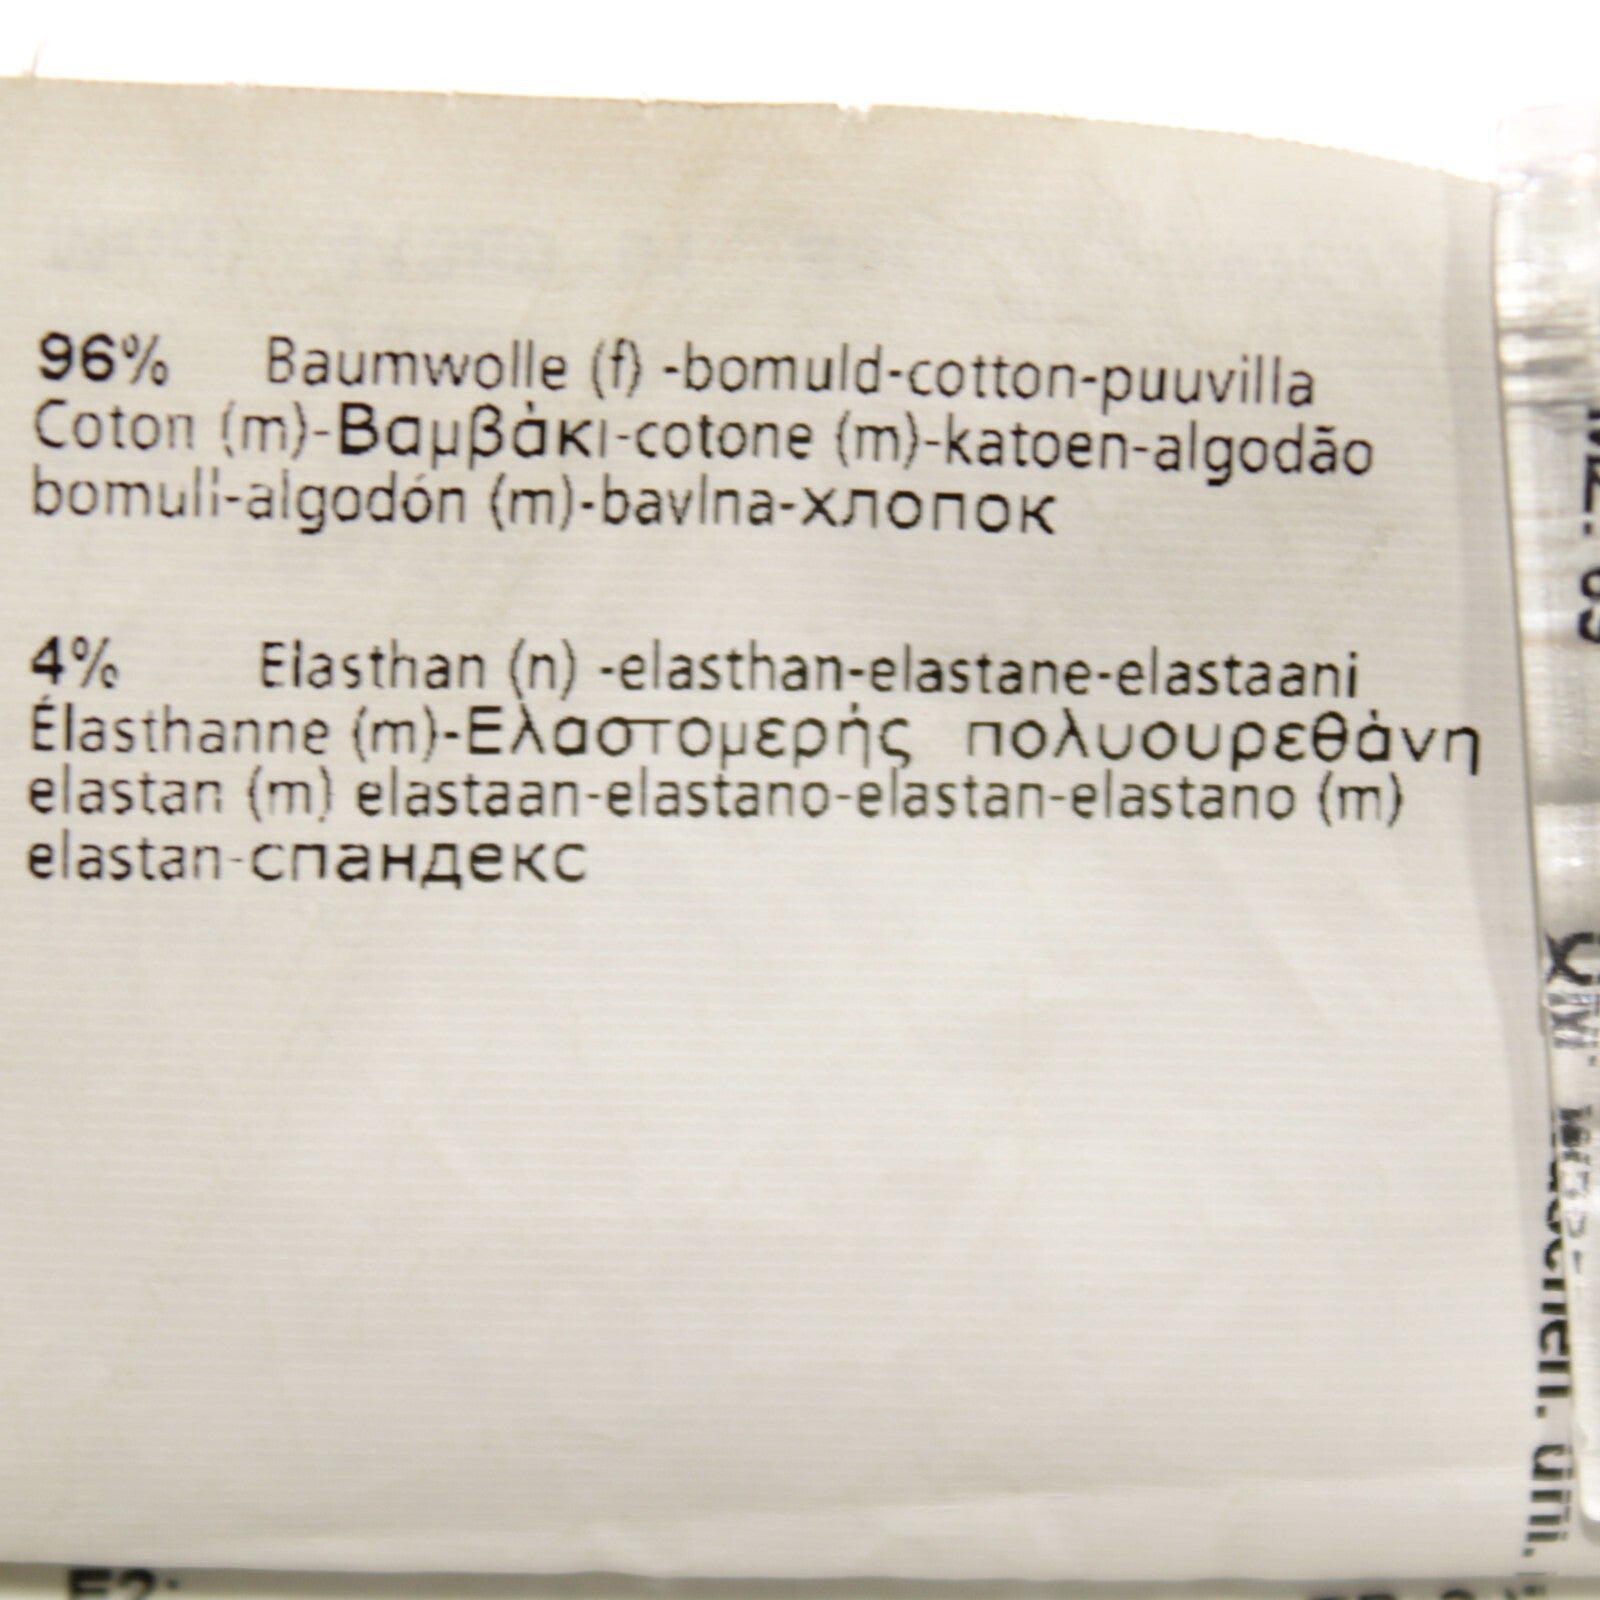 96% Baumwolle (f) -bomuld-cotton-puuvilla
Coton (m)-Βαμβάκι-cotone (m)-katoen-algodão
bomull-algodón (m)-bavlna-хлопок
4% Elasthan (n) -elasthan-elastane-elastaani
Élasthanne (m)-Ελαστομερής πολυουρεθάνη
elastan (m) elastaan-elastano-elastan-elastano (m)
elastan-спандекс